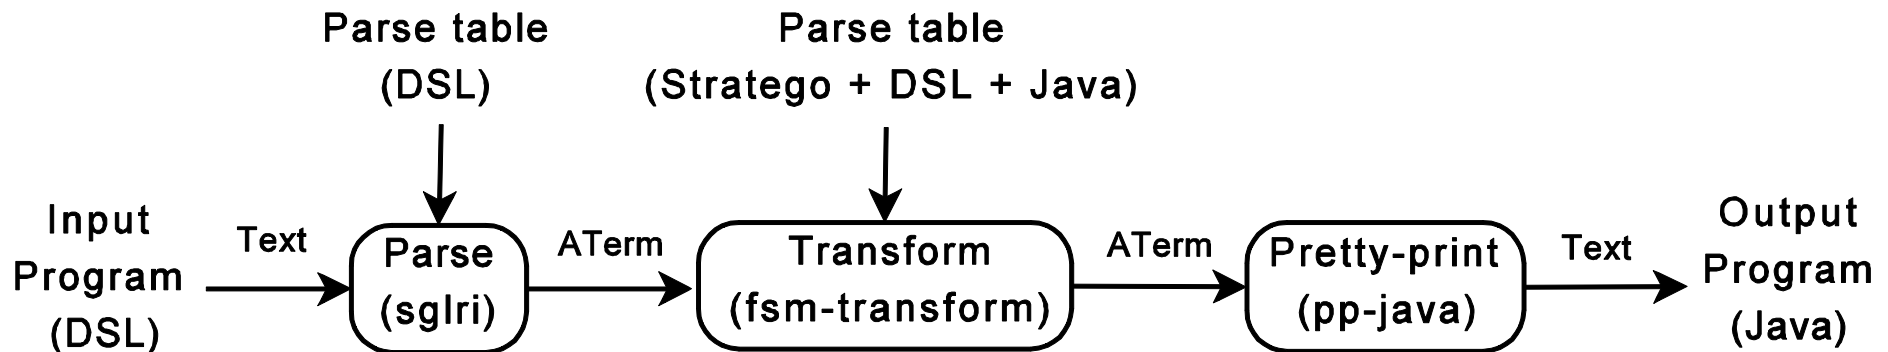 Parse table
(DSL)
Parse table
(Stratego + DSL + Java)
Input
Program
(DSL)
Text
Parse
(sglri)
ATerm
Transform
(fsm-transform)
ATerm
Pretty-print
(pp-java)
Text
Output
Program
(Java)